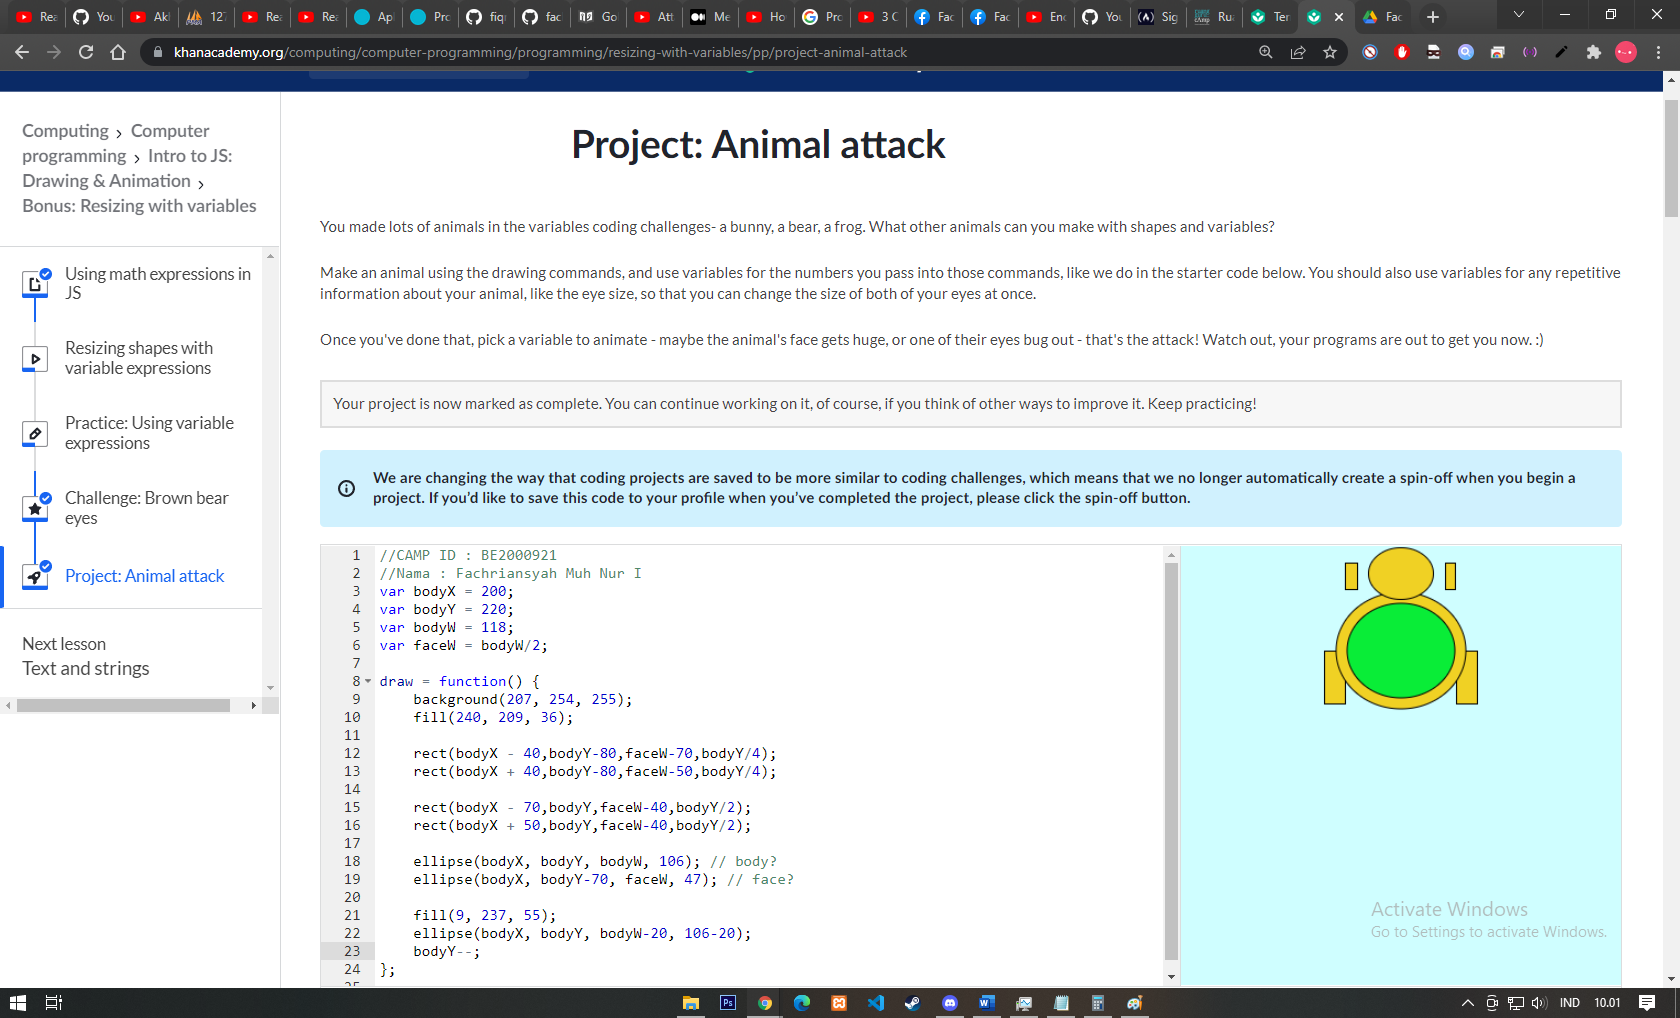 Rea
You
Akl
127
Rea
Rea
Ap
Pro
fiq
fac
Go
Att
Me
Ho
Pro
3 C
Fac
Fac
Enc
You
Sig
Rua
Ter
Fac
khanacademy.org/computing/computer-programming/programming/resizing-with-variables/pp/project-animal-attack
Computing › Computer
programming › Intro to JS:
Drawing & Animation ›
Bonus: Resizing with variables
Using math expressions in
JS
Resizing shapes with
variable expressions
Practice: Using variable
expressions
Challenge: Brown bear
eyes
Project: Animal attack
Next lesson
Text and strings
Project: Animal attack
You made lots of animals in the variables coding challenges- a bunny, a bear, a frog. What other animals can you make with shapes and variables?
Make an animal using the drawing commands, and use variables for the numbers you pass into those commands, like we do in the starter code below. You should also use variables for any repetitive
information about your animal, like the eye size, so that you can change the size of both of your eyes at once.
Once you've done that, pick a variable to animate - maybe the animal's face gets huge, or one of their eyes bug out - that's the attack! Watch out, your programs are out to get you now. :)
Your project is now marked as complete. You can continue working on it, of course, if you think of other ways to improve it. Keep practicing!
We are changing the way that coding projects are saved to be more similar to coding challenges, which means that we no longer automatically create a spin-off when you begin a
project. If you'd like to save this code to your profile when you've completed the project, please click the spin-off button.
1 //CAMP ID : BE2000921
2 //Nama : Fachriansyah Muh Nur I
3 var bodyX = 200;
4 var bodyY = 220;
5 var bodyW = 118;
6 var faceW = bodyW/2;
7
8 draw = function() {
9 background(207, 254, 255);
10 fill(240, 209, 36);
11
12 rect(bodyX - 40,bodyY-80,faceW-70,bodyY/4);
13 rect(bodyX + 40,bodyY-80,faceW-50,bodyY/4);
14
15 rect(bodyX - 70,bodyY,faceW-40,bodyY/2);
16 rect(bodyX + 50,bodyY,faceW-40,bodyY/2);
17
18 ellipse(bodyX, bodyY, bodyW, 106); // body?
19 ellipse(bodyX, bodyY-70, faceW, 47); // face?
20
21 fill(9, 237, 55);
22 ellipse(bodyX, bodyY, bodyW-20, 106-20);
23 bodyY--;
24 };
25
Activate Windows
Go to Settings to activate Windows.
Ps
IND
10.01